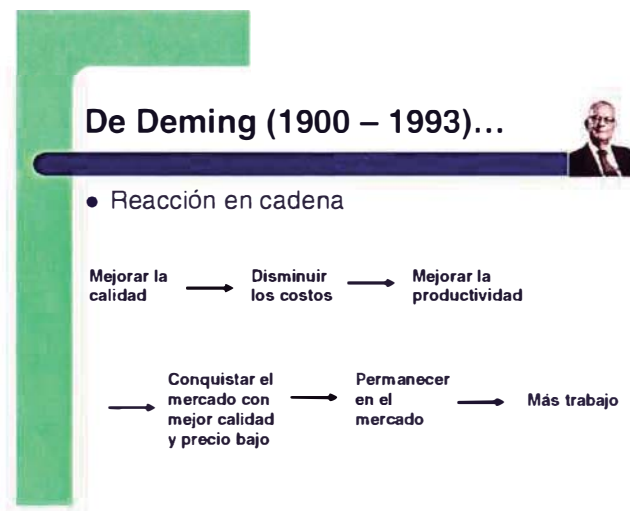 De Deming (1900 – 1993)...
● Reacción en cadena
Mejorar la
calidad
Disminuir
los costos
Mejorar la
productividad
Conquistar el
mercado con
mejor calidad
y precio bajo
Permanecer
en el
mercado
Más trabajo